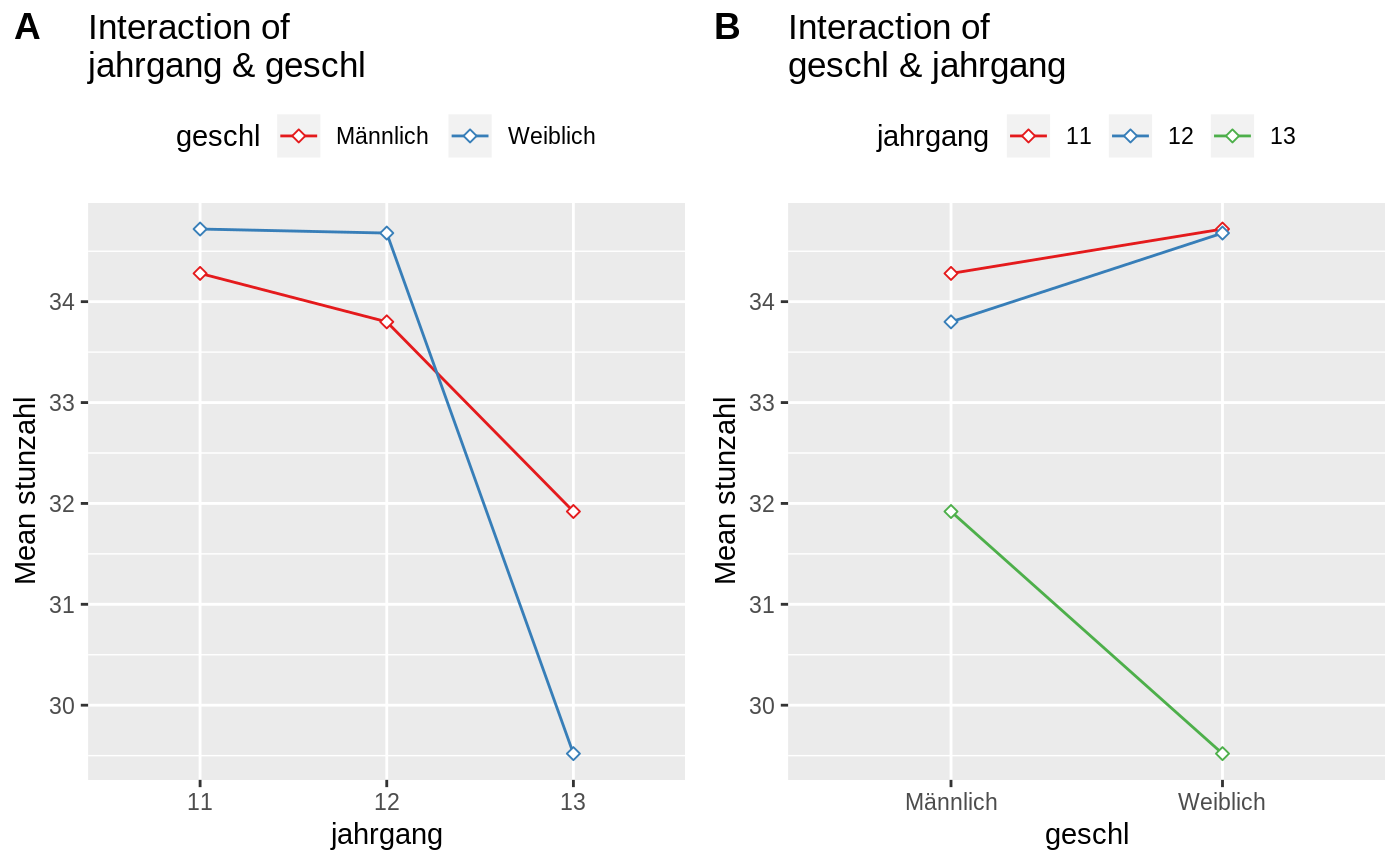 A
Interaction of
jahrgang & geschl
geschl Männlich Weiblich
Mean stunzahl
34
33
32
31
30
11 12 13
jahrgang
B
Interaction of
geschl & jahrgang
jahrgang 11 12 13
Mean stunzahl
34
33
32
31
30
Männlich Weiblich
geschl